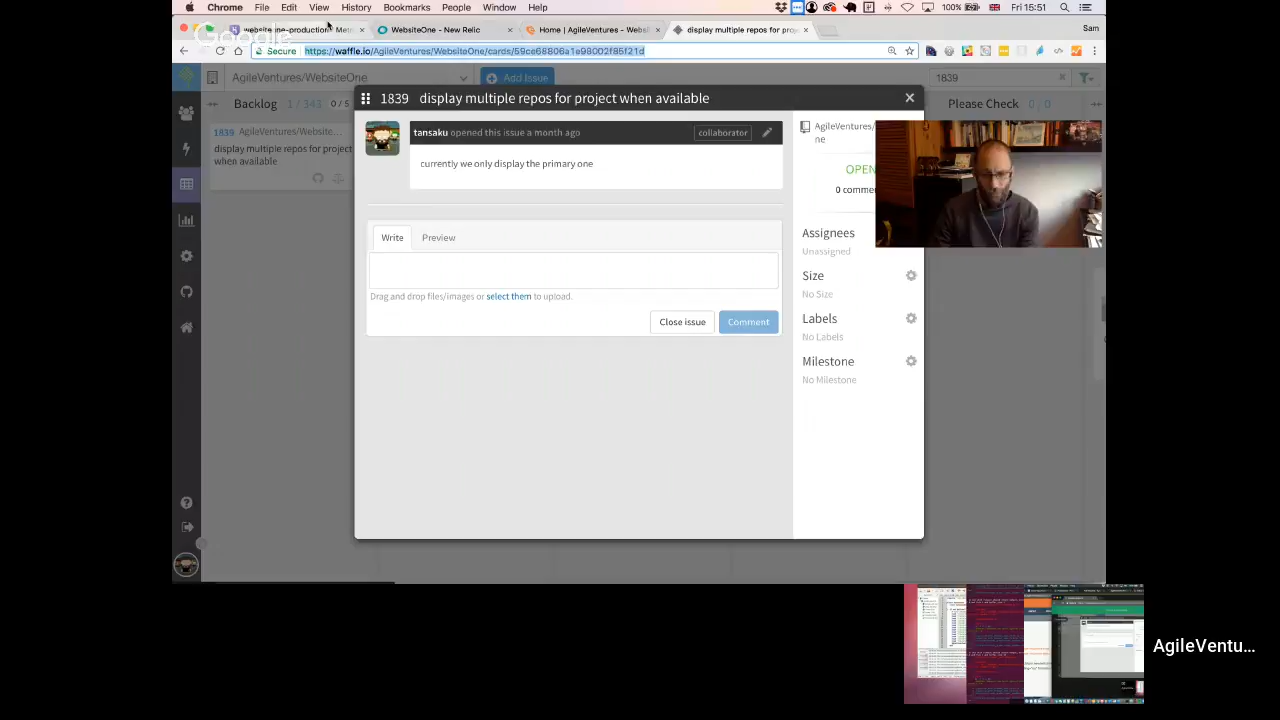 Chrome File Edit View History Bookmarks People Window Help 100% Fri 15:51
WebsiteOne - New Relic
Home | AgileVentures - Websi
display multiple repos for proje
Sam
Secure https://waffle.io/AgileVentures/WebsiteOne/cards/59ce68806a1e98002f85f21d
AgileVentures/WebsiteOne
Add Issue
1839
Backlog 1 / 343 0 / 5
Please Check 0 / 0
1839 AgileVentures/Website...
display multiple repos for project
when available
1839 display multiple repos for project when available
tansaku opened this issue a month ago
collaborator
currently we only display the primary one
Write
Preview
Drag and drop files/images or select them to upload.
Close issue
Comment
AgileVentures/
ne
OPEN
0 comme
Assignees
Unassigned
Size
No Size
Labels
No Labels
Milestone
No Milestone
AgileVentu...